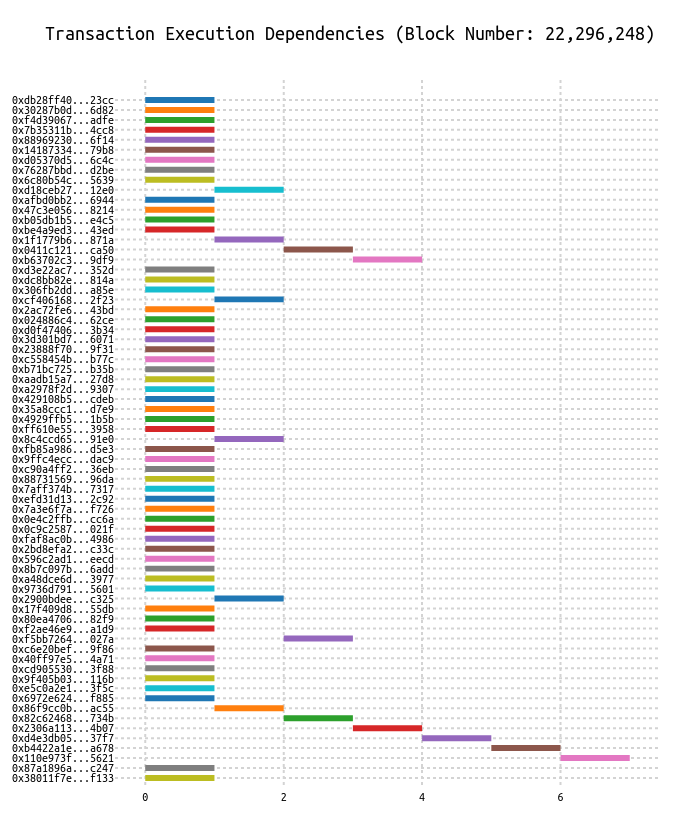 Transaction Execution Dependencies (Block Number: 22,296,248)
0xdb28ff40...23cc
0x30287b0d...6d82
0xf4d39067...adfe
0x7b35311b...4cc8
0x88969230...6f14
0x14187334...79b8
0xd05370d5...6c4c
0x76287bbd...d2be
0x6c80b54c...5639
0xd18ceb27...12e0
0xafbd0bb2...6944
0x47c3e056...8214
0xb05db1b5...e4c5
0xbe4a9ed3...43ed
0x1f1779b6...871a
0x0411c121...ca50
0xb63702c3...9df9
0xd3e22ac7...352d
0xdc8bb82e...814a
0x306fb2dd...a85e
0xcf406168...2f23
0x2ac72fe6...43bd
0x024886c4...62ce
0xd0f47406...3b34
0x3d301bd7...6071
0x23888f70...9f31
0xc558454b...b77c
0xb71bc725...b35b
0xaadb15a7...27d8
0xa2978f2d...9307
0x429108b5...cdeb
0x35a8ccc1...d7e9
0x4929ffb5...1b5b
0xff610e55...3958
0x8c4ccd65...91e0
0xfb85a986...d5e3
0x9ffc4ecc...dac9
0xc90a4ff2...36eb
0x88731569...96da
0x7aff374b...7317
0xefd31d13...2c92
0x7a3e6f7a...f726
0x0e4c2ffb...cc6a
0x0c9c2587...021f
0xfaf8ac0b...4986
0x2bd8efa2...c33c
0x596c2ad1...eecd
0x8b7c097b...6add
0xa48dce6d...3977
0x9736d791...5601
0x2900bdee...c325
0x17f409d8...55db
0x80ea4706...82f9
0xf2ae46e9...a1d9
0xf5bb7264...027a
0xc6e20bef...9f86
0x40ff97e5...4a71
0xcd905530...3f88
0x9f405b03...116b
0xe5c0a2e1...3f5c
0x6972e624...f885
0x86f9cc0b...ac55
0x82c62468...734b
0x2306a113...4b07
0xd4e3db05...37f7
0xb4422a1e...a678
0x110e973f...5621
0x87a1896a...c247
0x38011f7e...f133
0 2 4 6